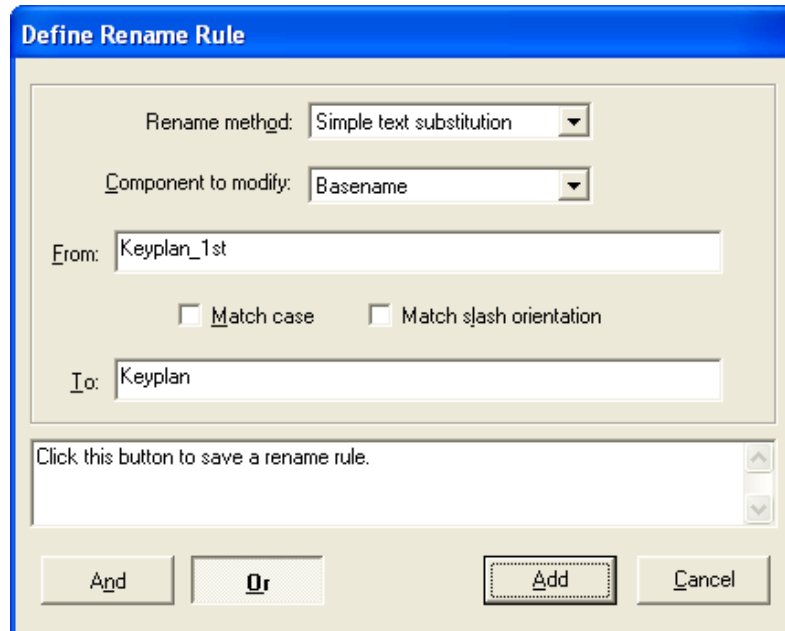 Define Rename Rule
Rename method: Simple text substitution
Component to modify: Basename
From: Keyplan_1st
Match case Match slash orientation
To: Keyplan
Click this button to save a rename rule.
And Or Add Cancel